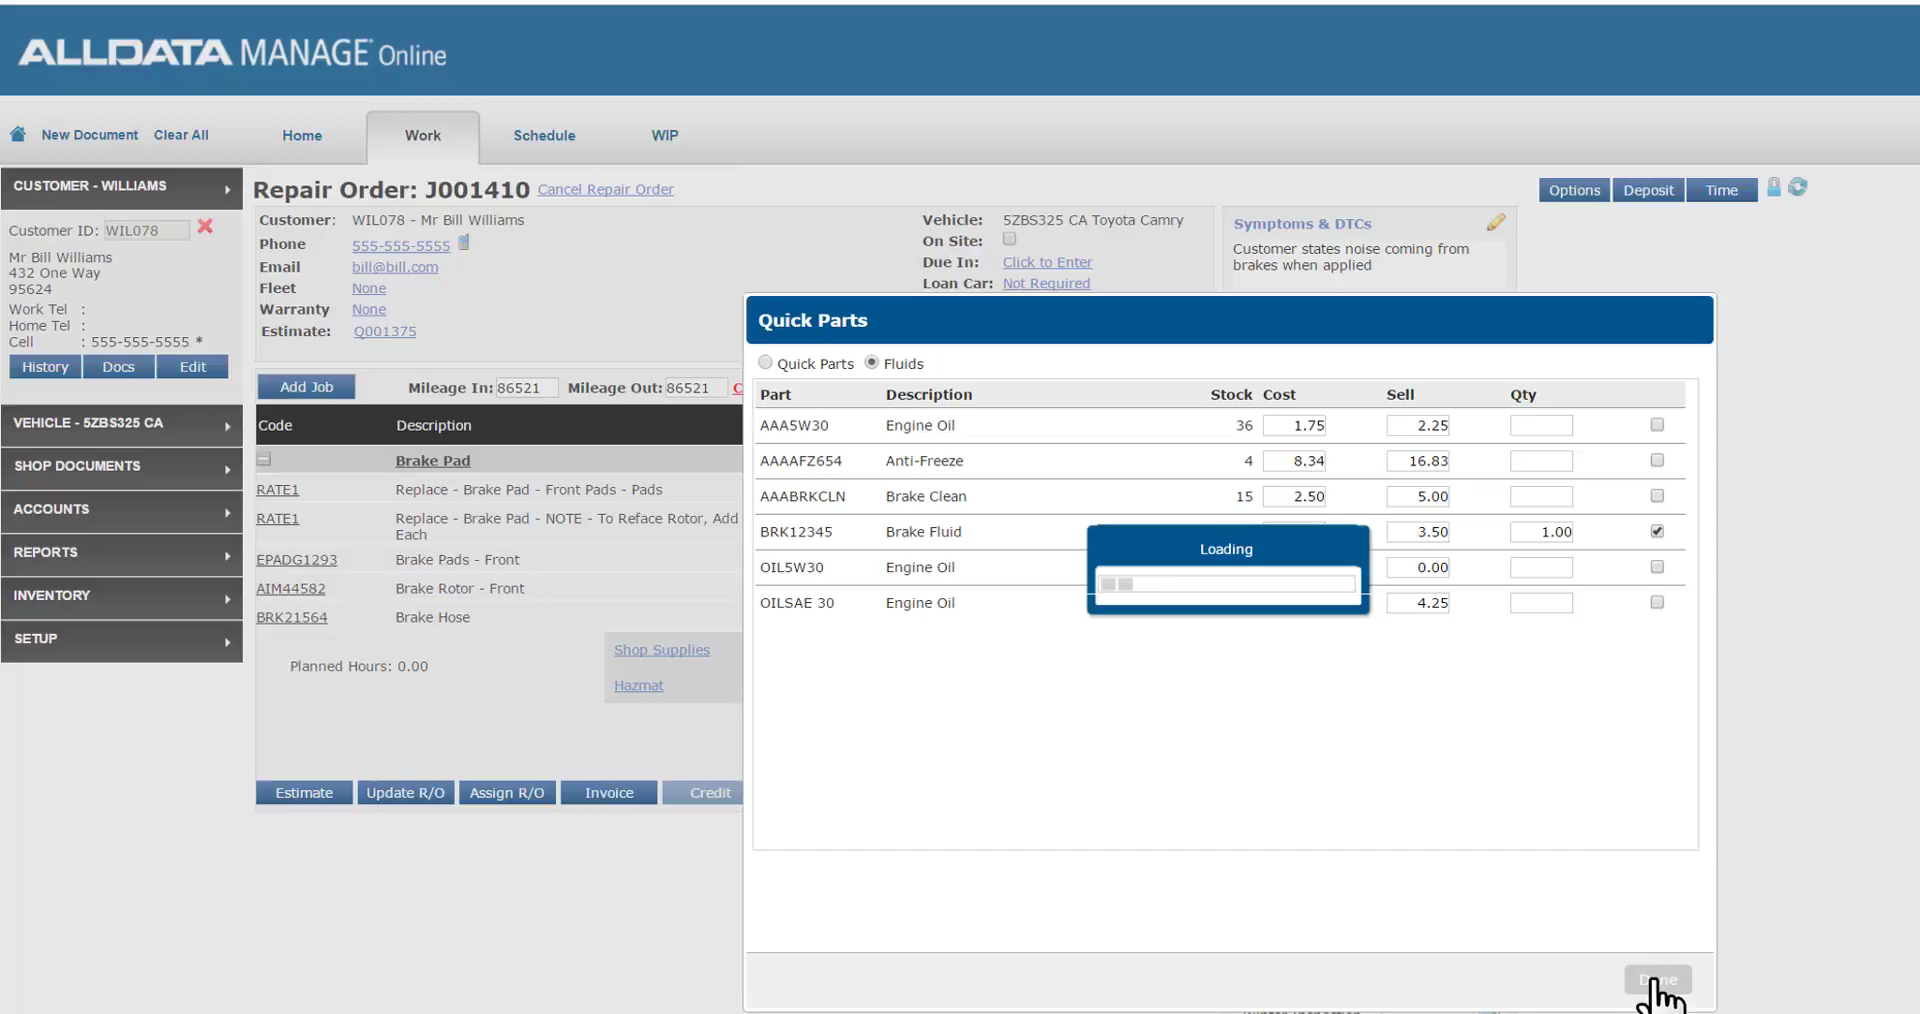 ALLDATA MANAGE Online
New Document Clear All Home Work Schedule WIP
CUSTOMER - WILLIAMS
Customer ID: WIL078
Mr Bill Williams
432 One Way
95624
Work Tel :
Home Tel :
Cell : 555-555-5555 *
History Docs Edit
VEHICLE - 5ZBS325 CA
SHOP DOCUMENTS
ACCOUNTS
REPORTS
INVENTORY
SETUP
Repair Order: J001410 Cancel Repair Order
Options Deposit Time
Customer: WIL078 - Mr Bill Williams
Phone 555-555-5555
Email bill@bill.com
Fleet None
Warranty None
Estimate: Q001375
Vehicle: 5ZBS325 CA Toyota Camry
On Site:
Due In: Click to Enter
Loan Car: Not Required
Symptoms & DTCs
Customer states noise coming from
brakes when applied
Add Job Mileage In: 86521 Mileage Out: 86521 C
Code Description
Brake Pad
RATE1 Replace - Brake Pad - Front Pads - Pads
RATE1 Replace - Brake Pad - NOTE - To Reface Rotor, Add
Each
EPADG1293 Brake Pads - Front
AIM44582 Brake Rotor - Front
BRK21564 Brake Hose
Planned Hours: 0.00
Shop Supplies
Hazmat
Estimate Update R/O Assign R/O Invoice Credit
Quick Parts
Quick Parts Fluids
Part Description Stock Cost Sell Qty
AAA5W30 Engine Oil 36 1.75 2.25
AAAAFZ654 Anti-Freeze 4 8.34 16.83
AAABRKCLN Brake Clean 15 2.50 5.00
BRK12345 Brake Fluid 3.50 1.00
OIL5W30 Engine Oil 0.00
OILSAE 30 Engine Oil 4.25
Loading